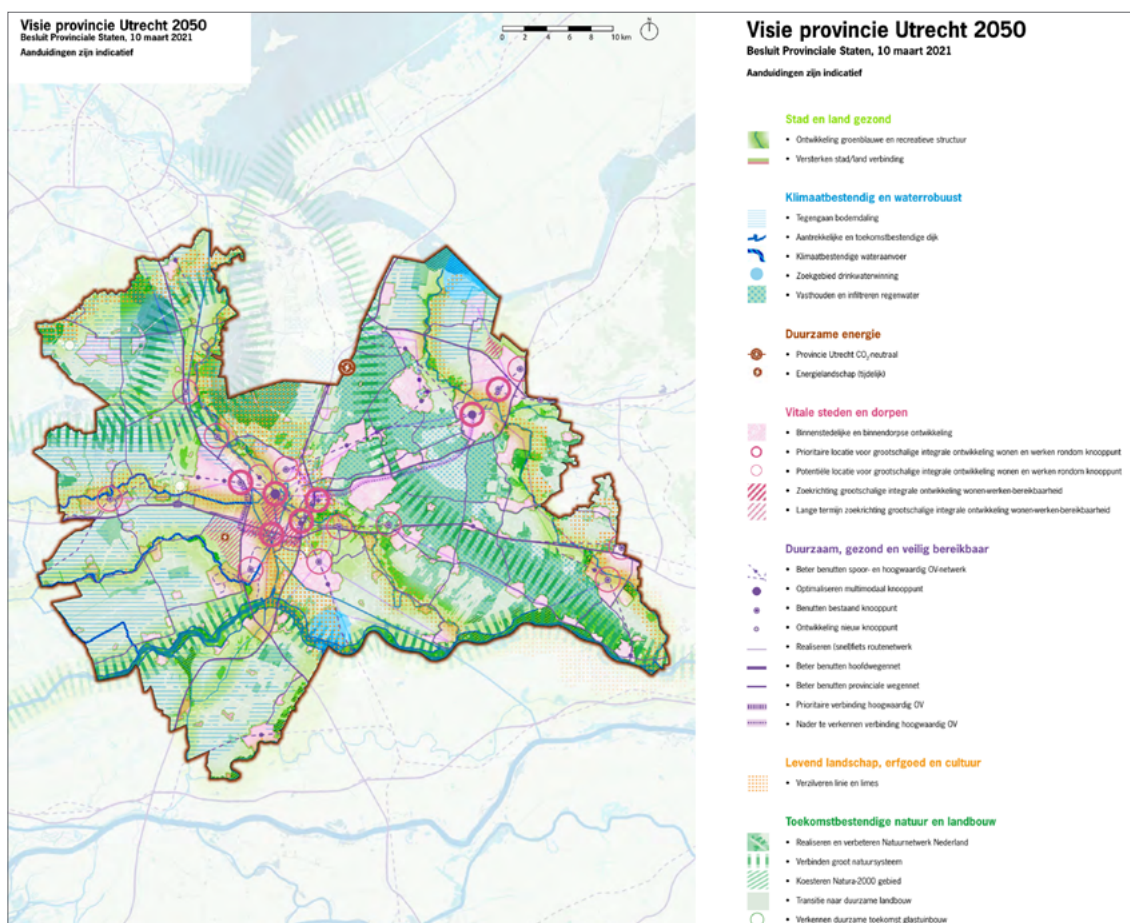 Visie provincie Utrecht 2050
Besluit Provinciale Staten, 10 maart 2021
Aanduidingen zijn indicatief
0 2 4 6 8 10 km
N
Visie provincie Utrecht 2050
Besluit Provinciale Staten, 10 maart 2021
Aanduidingen zijn indicatief
Stad en land gezond
• Ontwikkeling groenblauwe en recreatieve structuur
• Versterken stad/land verbinding
Klimaatbestendig en waterrobuust
• Tegengaan bodemdaling
• Aantrekkelijke en toekomstbestendige dijk
• Klimaatbestendige wateraanvoer
• Zoekgebied drinkwaterwinning
• Vasthouden en infiltreren regenwater
Duurzame energie
• Provincie Utrecht CO₂neutraal
• Energielandschap (tijdelijk)
Vitale steden en dorpen
• Binnenstedelijke en binnendorpse ontwikkeling
• Prioritaire locatie voor grootschalige integrale ontwikkeling wonen en werken rondom knooppunt
• Potentiële locatie voor grootschalige integrale ontwikkeling wonen en werken rondom knooppunt
• Zoekrichting grootschalige integrale ontwikkeling wonen-werken-bereikbaarheid
• Lange termijn zoekrichting grootschalige integrale ontwikkeling wonen-werken-bereikbaarheid
Duurzaam, gezond en veilig bereikbaar
• Beter benutten spoor- en hoogwaardig OV-netwerk
• Optimaliseren multimodaal knooppunt
• Benutten bestaand knooppunt
• Ontwikkeling nieuw knooppunt
• Realiseren (snel)fiets routenetwerk
• Beter benutten hoofdwegennet
• Beter benutten provinciale wegennet
• Prioritaire verbinding hoogwaardig OV
• Nader te verkennen verbinding hoogwaardig OV
Levend landschap, erfgoed en cultuur
• Verzilveren linie en limes
Toekomstbestendige natuur en landbouw
• Realiseren en verbeteren Natuurnetwerk Nederland
• Verbinden groot natuursysteem
• Koesteren Natura-2000 gebied
• Transitie naar duurzame landbouw
• Verkennen duurzame toekomst glastuinbouw